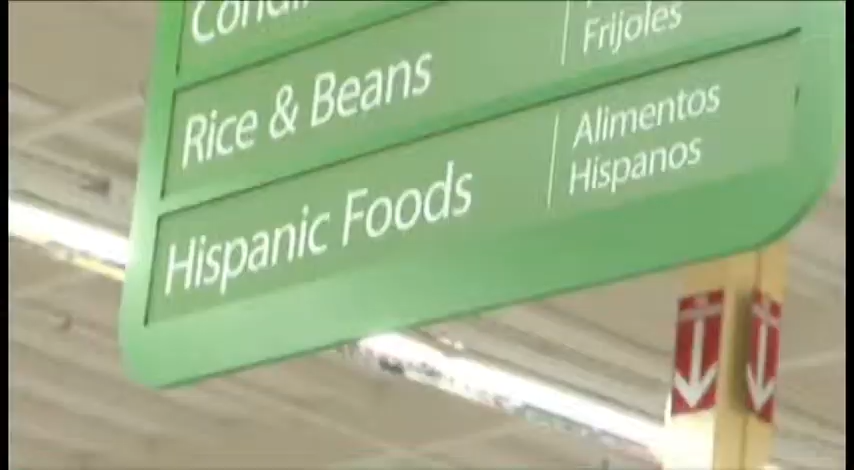 Frijoles
Rice & Beans
Alimentos
Hispanos
Hispanic Foods